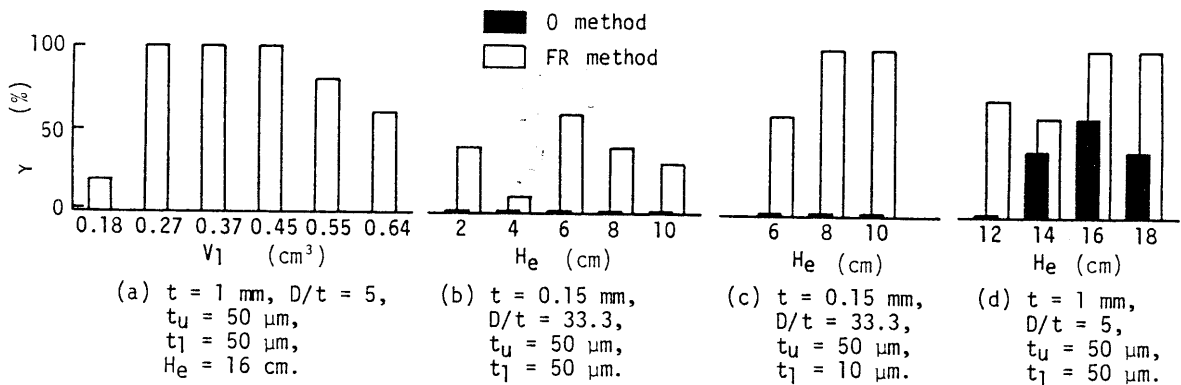 O method
FR method
100
50
0
Y (%)
0.18 0.27 0.37 0.45 0.55 0.64
V1 (cm³)
2 4 6 8 10
He (cm)
6 8 10
He (cm)
12 14 16 18
He (cm)
(a) t = 1 mm, D/t = 5,
tu = 50 µm,
t1 = 50 µm,
He = 16 cm.
(b) t = 0.15 mm,
D/t = 33.3,
tu = 50 µm,
t1 = 50 µm.
(c) t = 0.15 mm,
D/t = 33.3,
tu = 50 µm,
t1 = 10 µm.
(d) t = 1 mm,
D/t = 5,
tu = 50 µm,
t1 = 50 µm.